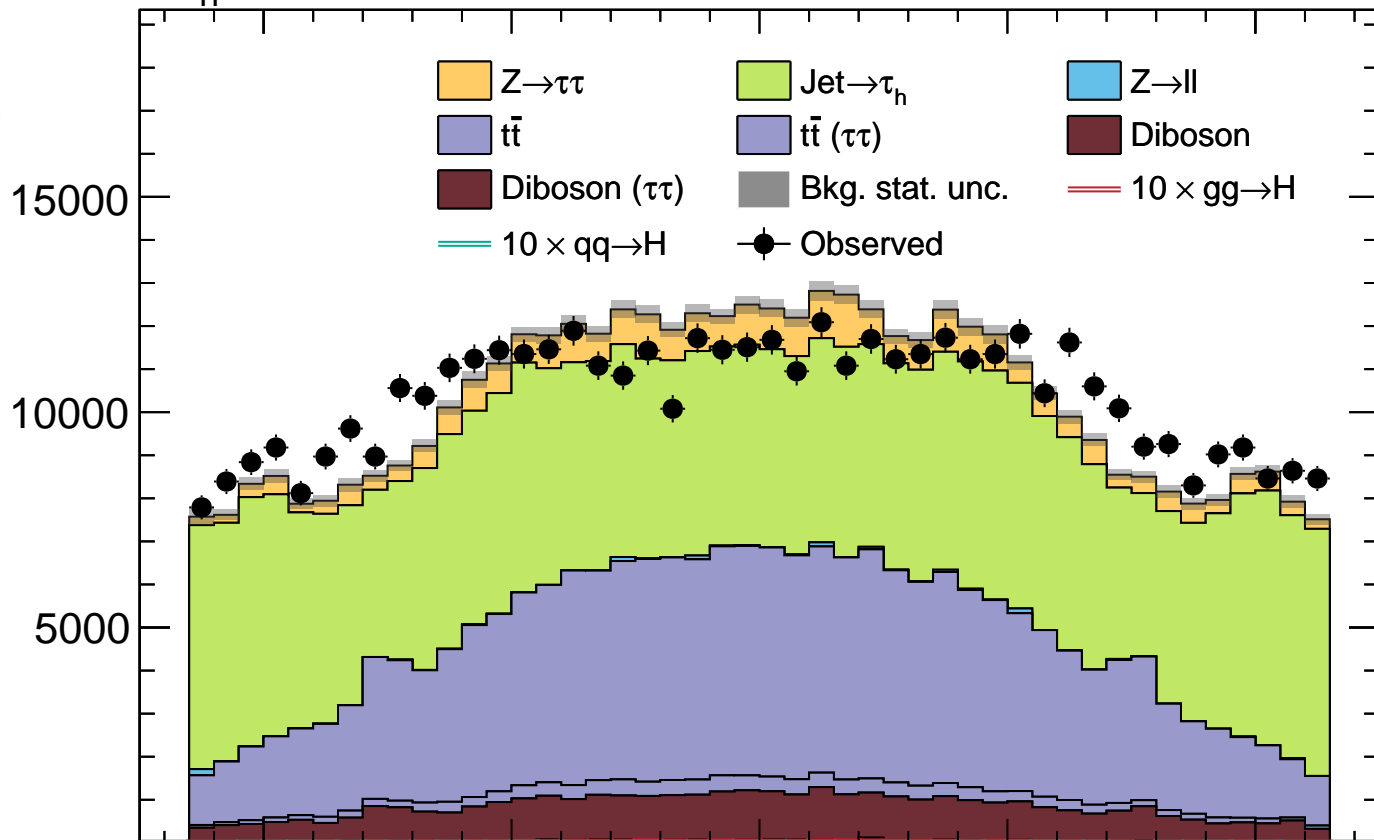 Z→ττ Jet→τₕ Z→ll
tt̄ tt̄ (ττ) Diboson
Diboson (ττ) Bkg. stat. unc. 10 × gg→H
10 × qq→H Observed
15000
10000
5000